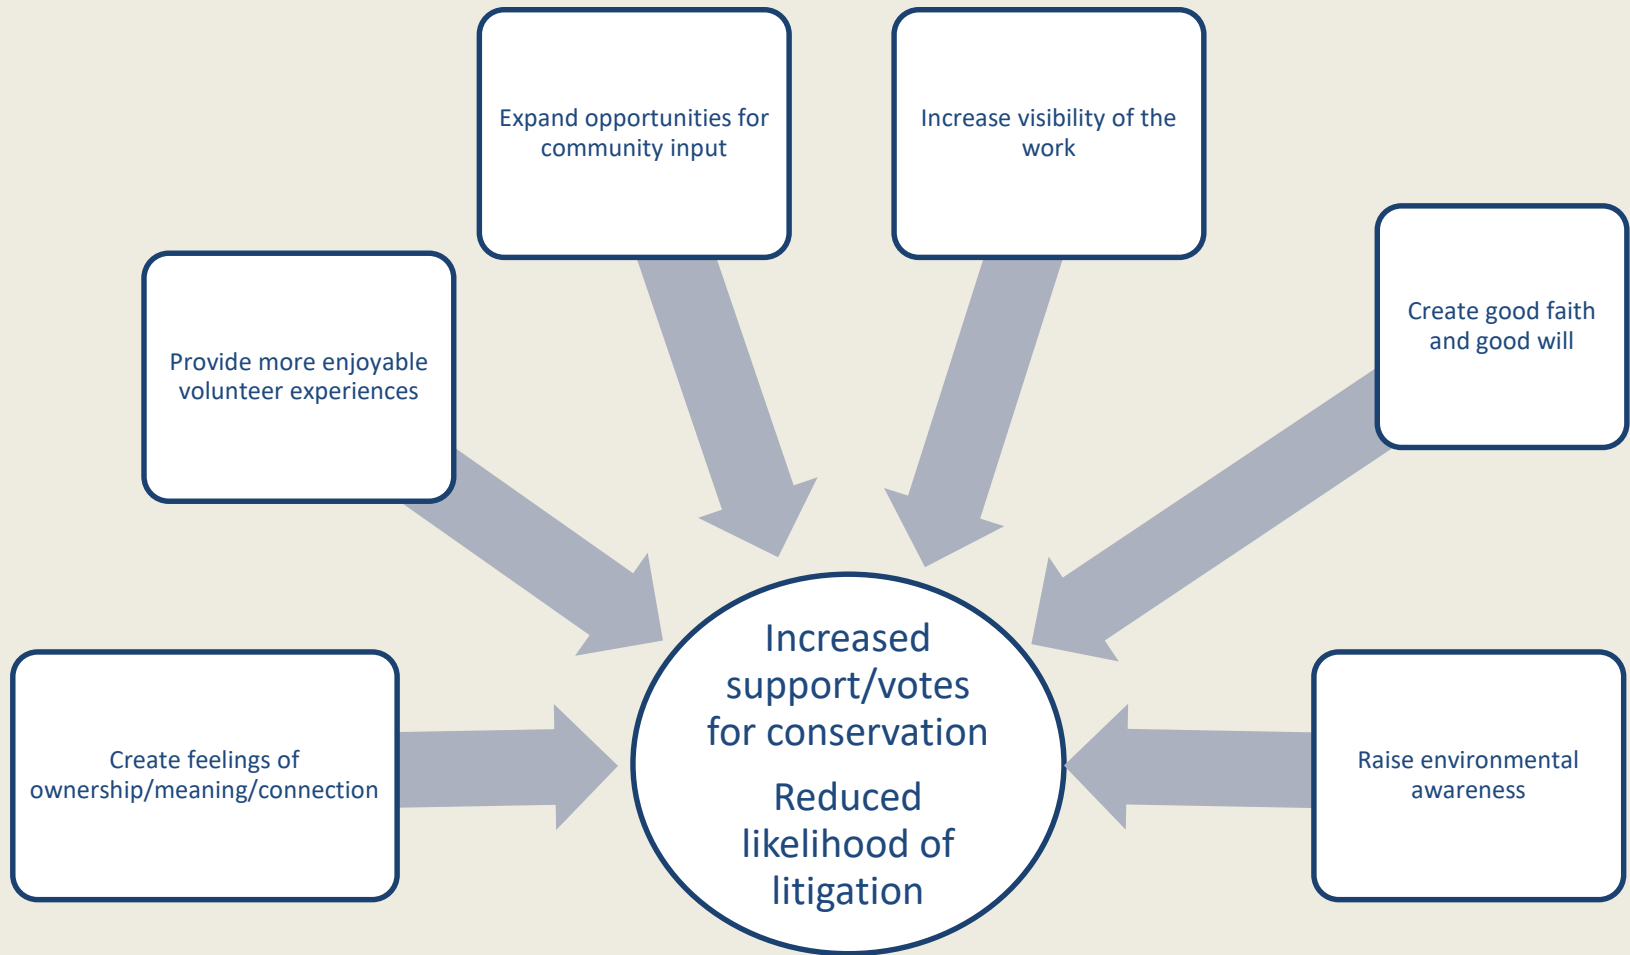 Expand opportunities for
community input
Increase visibility of the
work
Create good faith
and good will
Provide more enjoyable
volunteer experiences
Create feelings of
ownership/meaning/connection
Increased
support/votes
for conservation
Reduced
likelihood of
litigation
Raise environmental
awareness